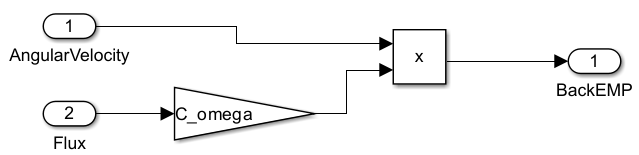 1
AngularVelocity
x
1
BackEMP
C_omega
2
Flux